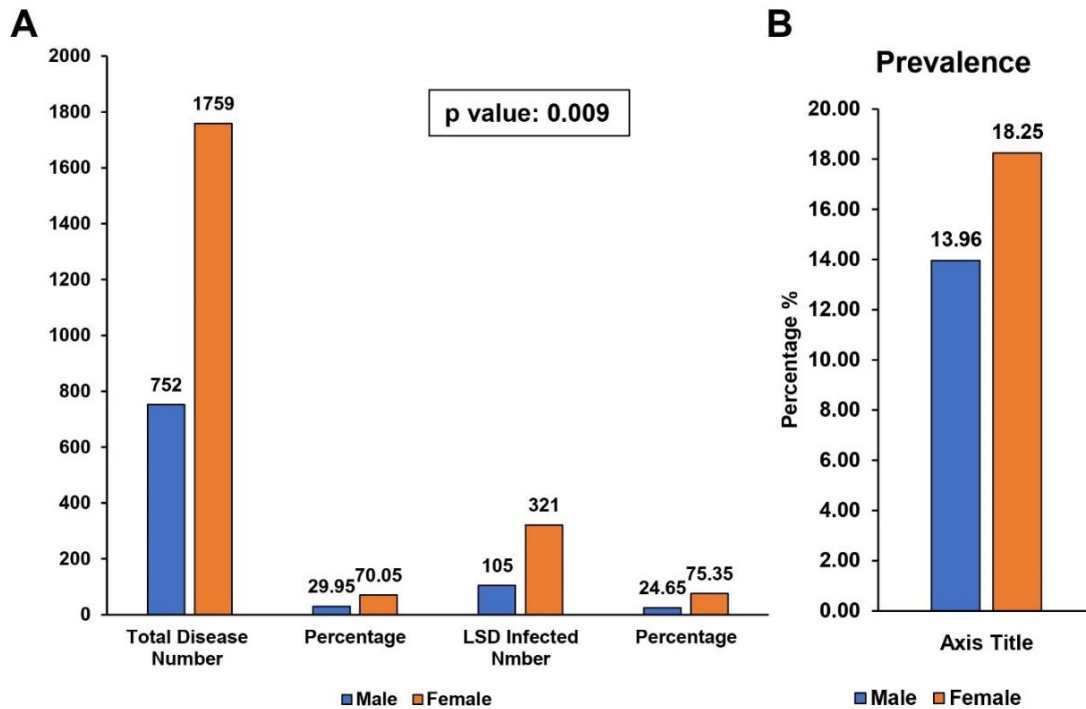 A
2000
1800
1600
1400
1200
1000
800
600
400
200
0
1759
752
29.95
70.05
105
321
24.65
75.35
p value: 0.009
Total Disease
Number
Percentage
LSD Infected
Nmber
Percentage
Male
Female
B
Prevalence
Percentage %
20.00
18.00
16.00
14.00
12.00
10.00
8.00
6.00
4.00
2.00
0.00
13.96
18.25
Axis Title
Male
Female